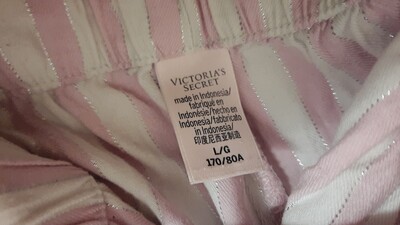 VICTORIA'S
SECRET
made in Indonesia/
fabriqué en
Indonésie/hecho en
Indonesia/fabbricato
in Indonesia/
印度尼西亚制造
L/G
170/80A